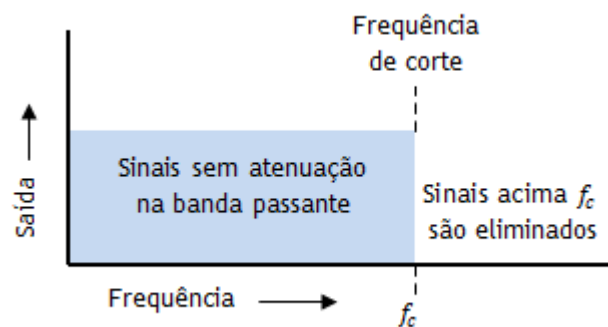 Frequência
de corte
Sinais sem atenuação
na banda passante
Sinais acima fc
são eliminados
Saída
Frequência
fc